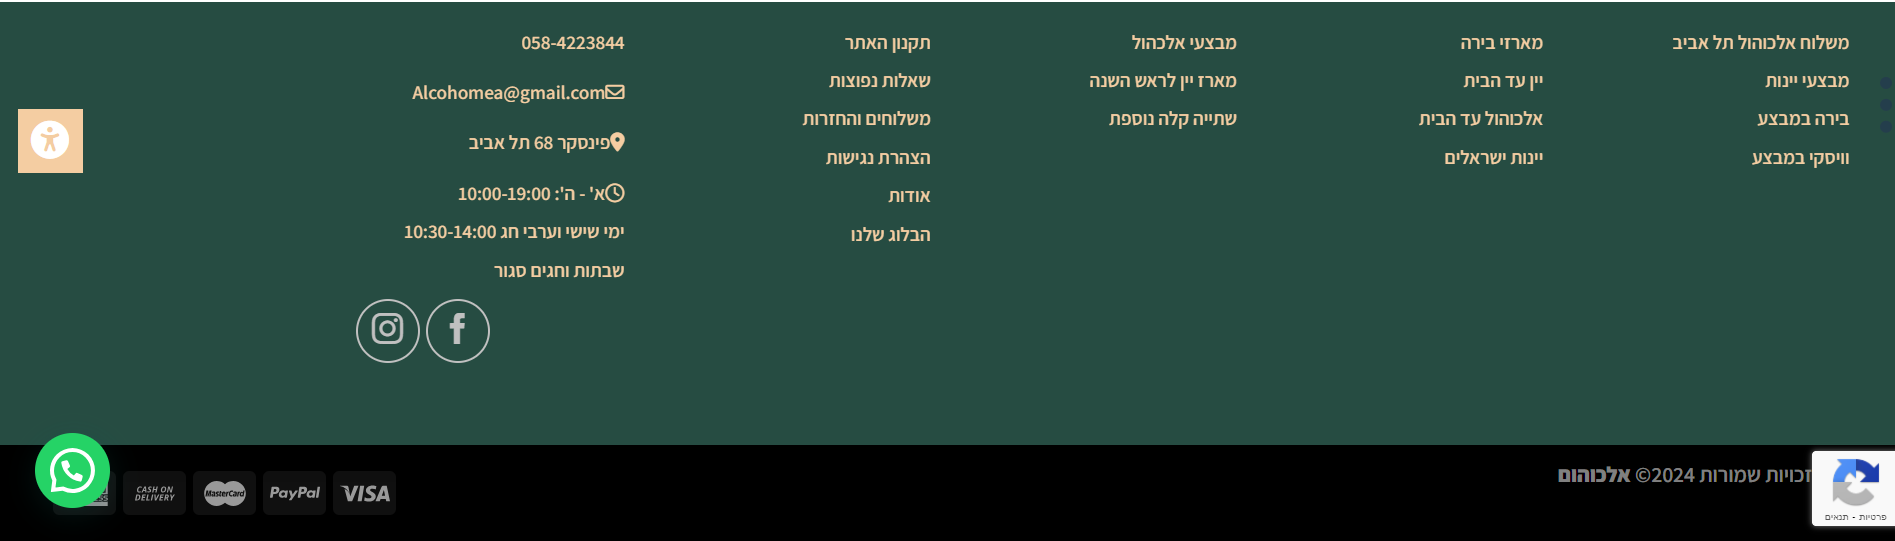 משלוח אלכוהול תל אביב
מבצעי יינות
בירה במבצע
וויסקי במבצע
מארזי בירה
יין עד הבית
אלכוהול עד הבית
יינות ישראלים
מבצעי אלכהול
מארז יין לראש השנה
שתייה קלה נוספת
תקנון האתר
שאלות נפוצות
משלוחים והחזרות
הצהרת נגישות
אודות
הבלוג שלנו
058-4223844
Alcohomea@gmail.com
פינסקר 68 תל אביב
א' - ה': 10:00-19:00
ימי שישי וערבי חג 10:30-14:00
שבתות וחגים סגור
זכויות שמורות 2024© אלכוהום
פרטיות - תנאים
VISA
PayPal
MasterCard
CASH ON
DELIVERY